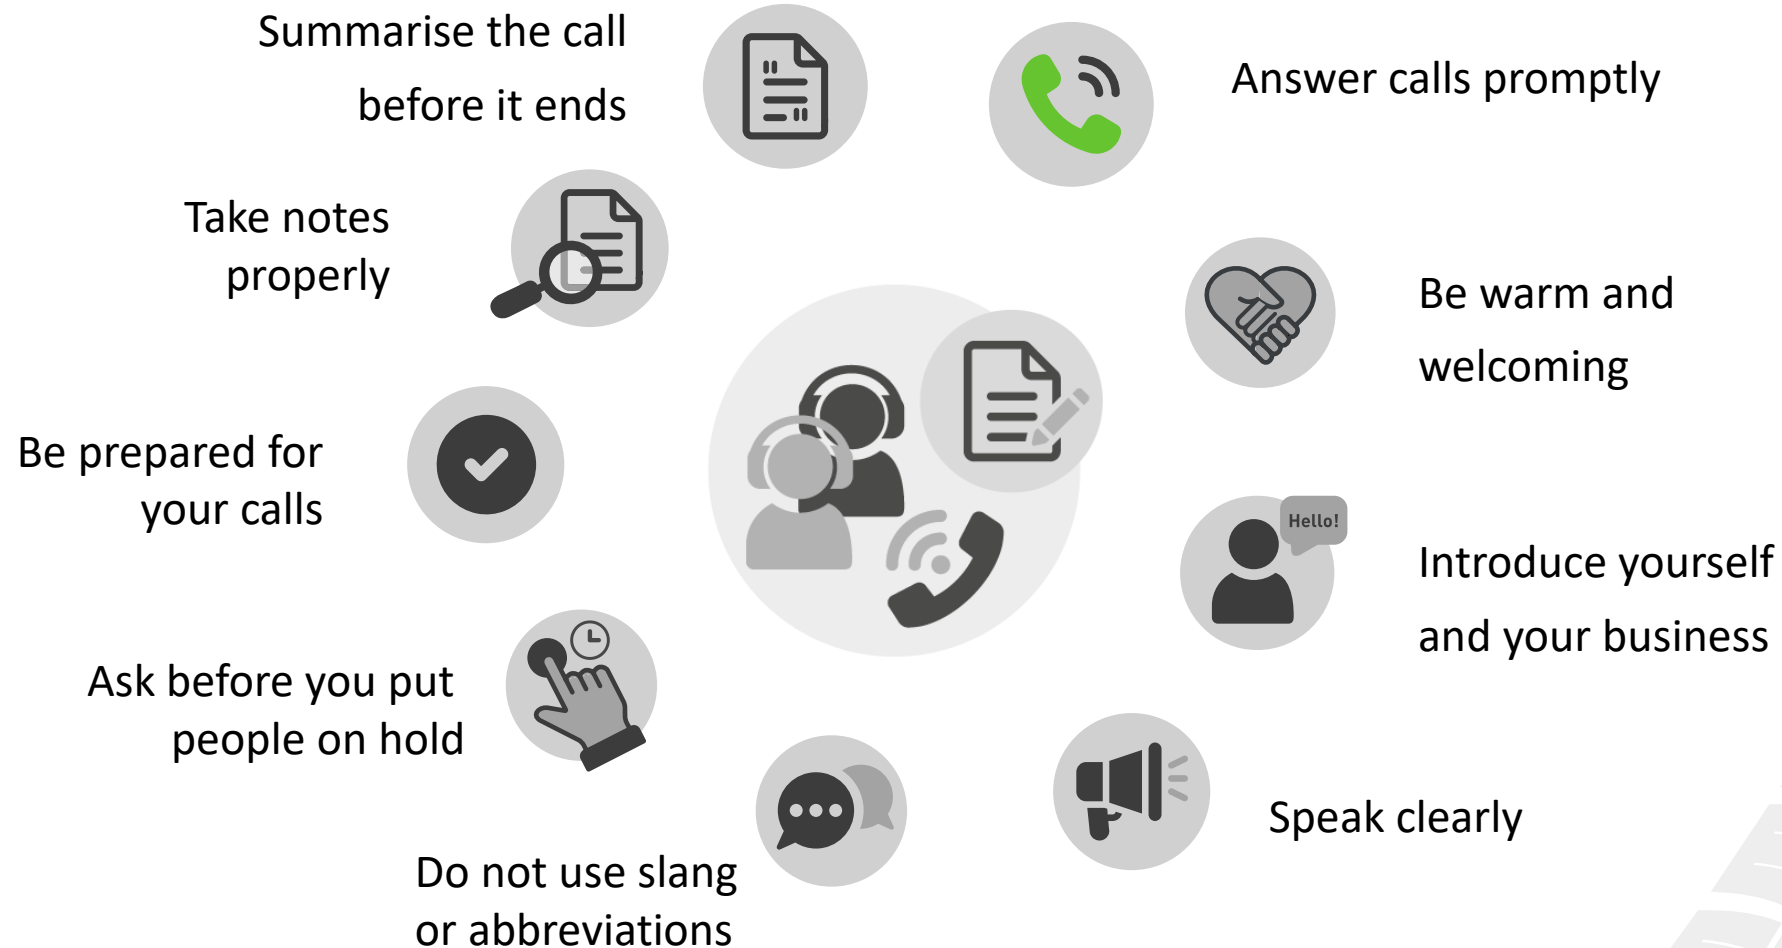 Summarise the call
before it ends
Answer calls promptly
Take notes
properly
Be warm and
welcoming
Be prepared for
your calls
Hello!
Introduce yourself
and your business
Ask before you put
people on hold
Speak clearly
Do not use slang
or abbreviations